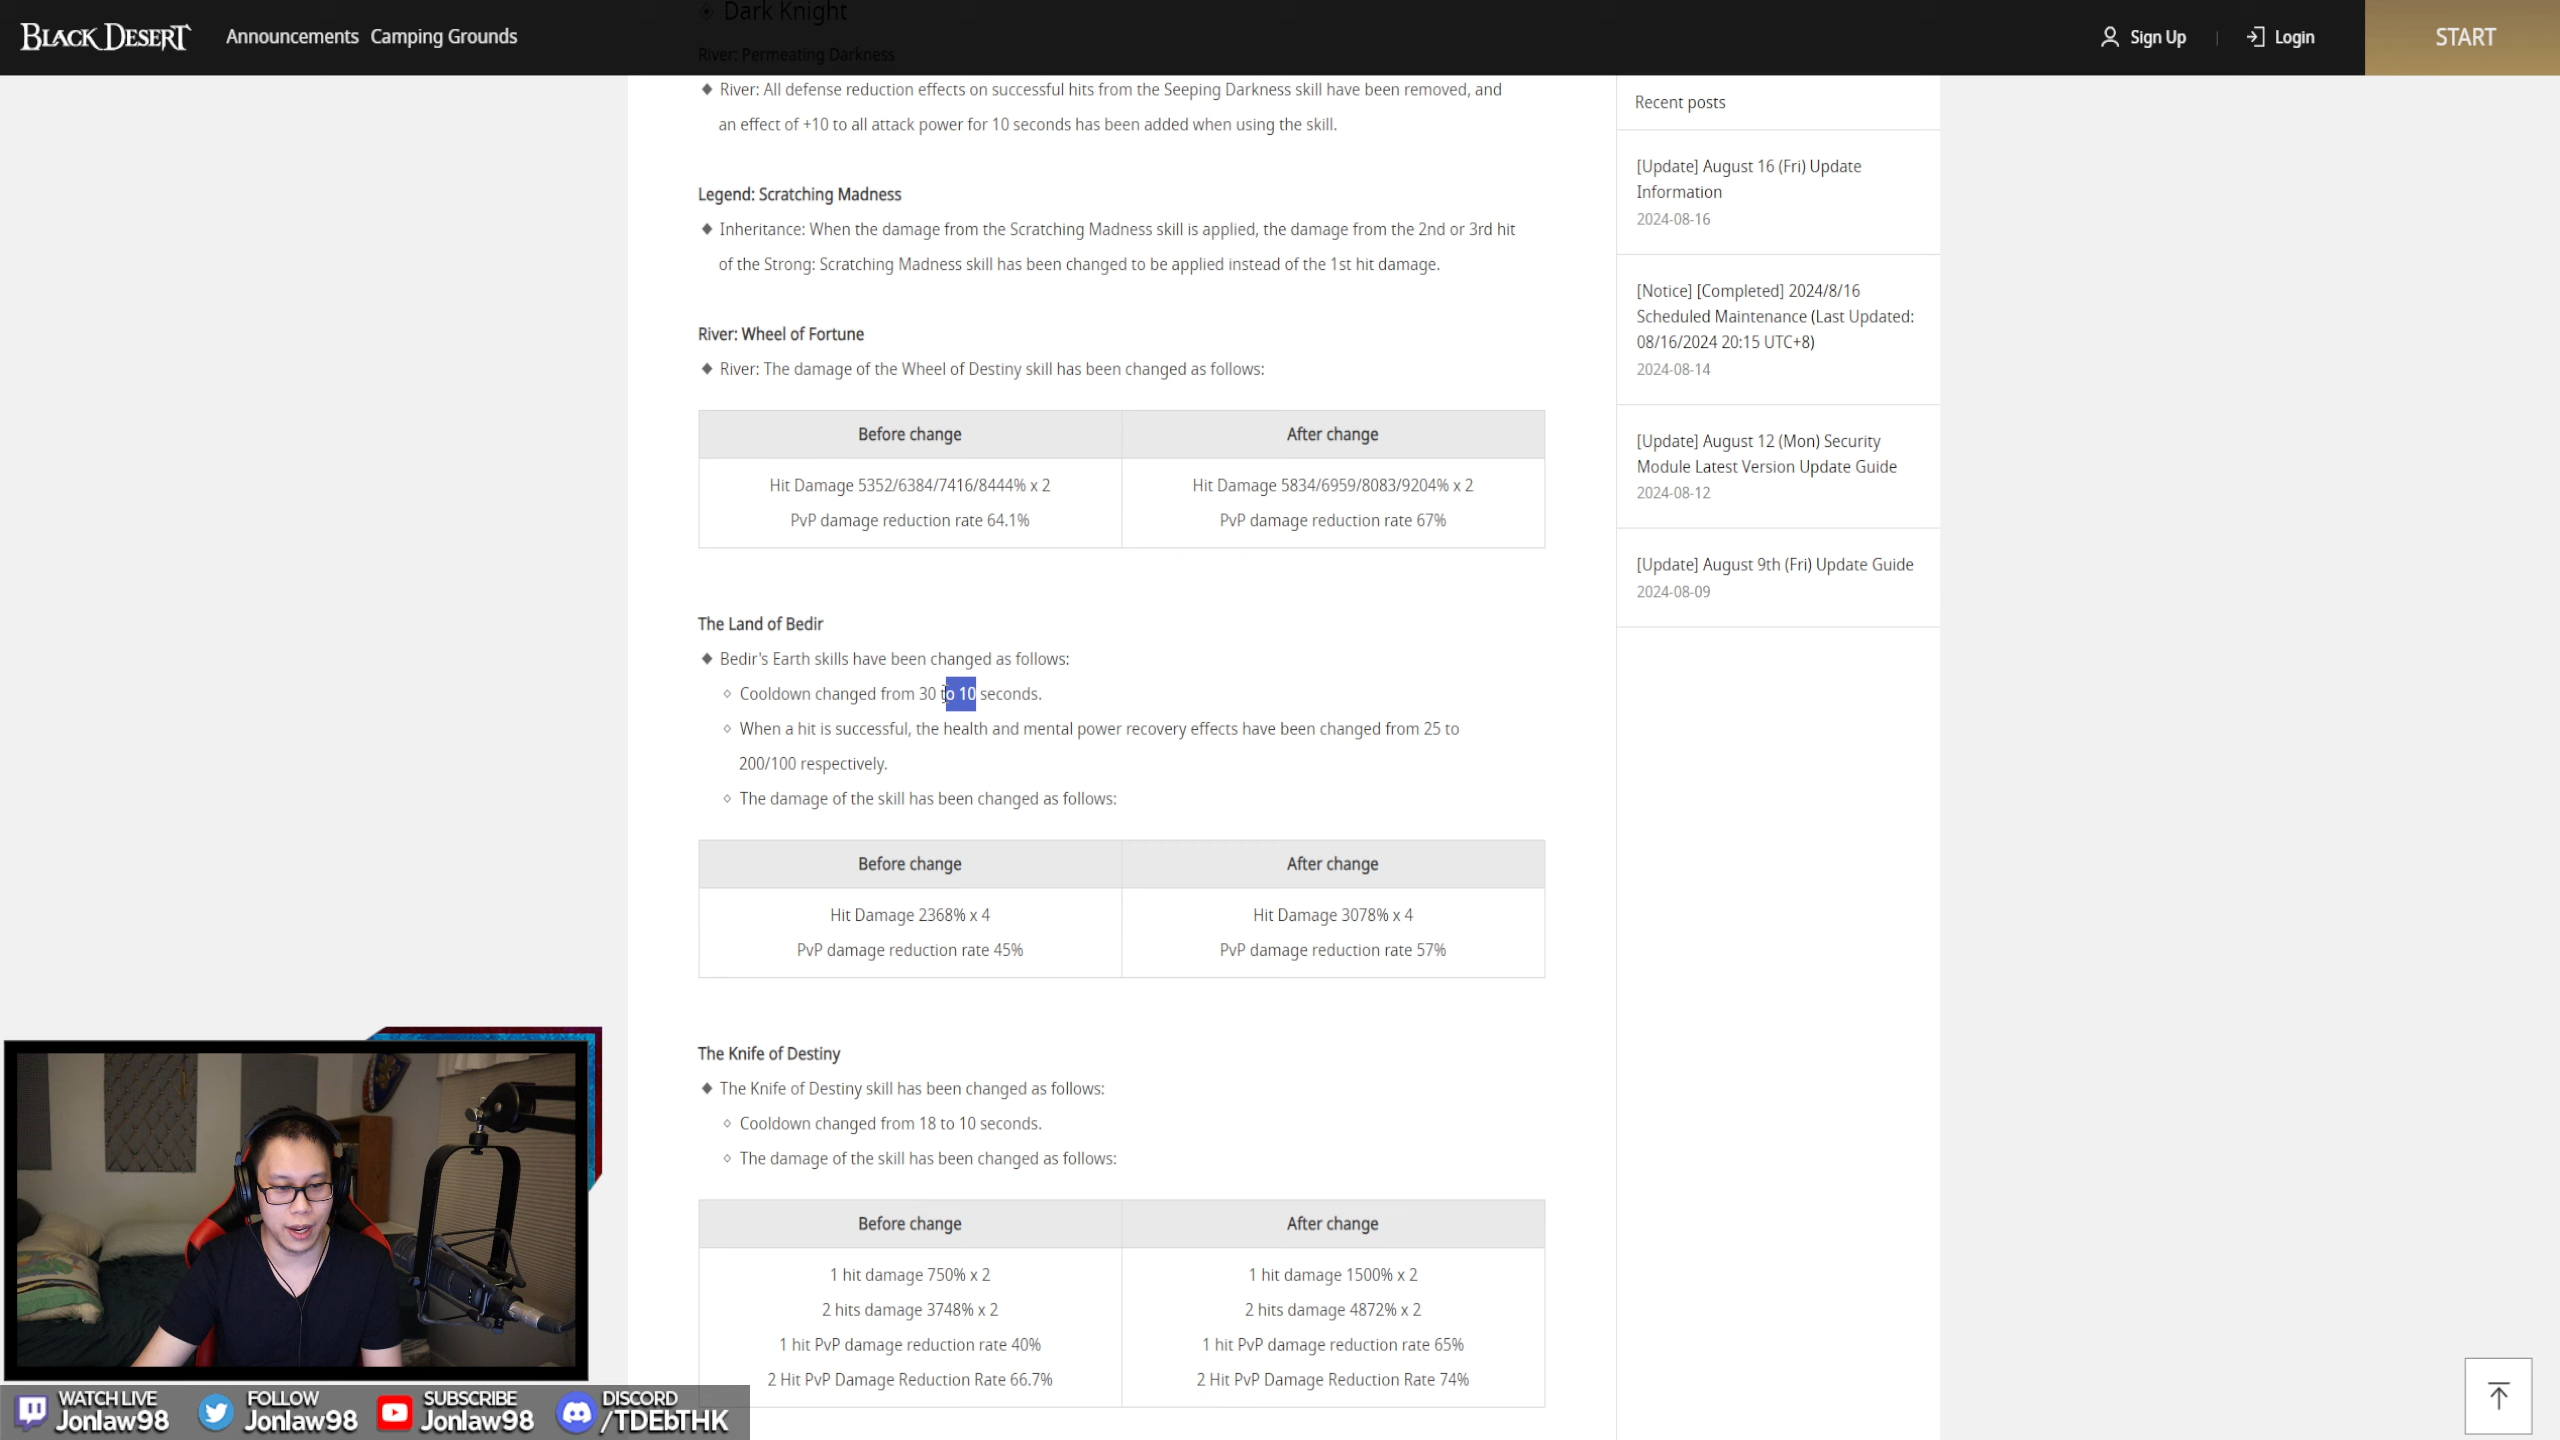 BLACK DESERT
Announcements Camping Grounds
Sign Up
Login
START
Dark Knight
River: Permeating Darkness
River: All defense reduction effects on successful hits from the Seeping Darkness skill have been removed, and
an effect of +10 to all attack power for 10 seconds has been added when using the skill.
Legend: Scratching Madness
Inheritance: When the damage from the Scratching Madness skill is applied, the damage from the 2nd or 3rd hit
of the Strong: Scratching Madness skill has been changed to be applied instead of the 1st hit damage.
River: Wheel of Fortune
River: The damage of the Wheel of Destiny skill has been changed as follows:
Before change
After change
Hit Damage 5352/6384/7416/8444% x 2
Hit Damage 5834/6959/8083/9204% x 2
PvP damage reduction rate 64.1%
PvP damage reduction rate 67%
The Land of Bedir
Bedir's Earth skills have been changed as follows:
Cooldown changed from 30 to 10 seconds.
When a hit is successful, the health and mental power recovery effects have been changed from 25 to
200/100 respectively.
The damage of the skill has been changed as follows:
Before change
After change
Hit Damage 2368% x 4
Hit Damage 3078% x 4
PvP damage reduction rate 45%
PvP damage reduction rate 57%
The Knife of Destiny
The Knife of Destiny skill has been changed as follows:
Cooldown changed from 18 to 10 seconds.
The damage of the skill has been changed as follows:
Before change
After change
1 hit damage 750% x 2
1 hit damage 1500% x 2
2 hits damage 3748% x 2
2 hits damage 4872% x 2
1 hit PvP damage reduction rate 40%
1 hit PvP damage reduction rate 65%
2 Hit PvP Damage Reduction Rate 66.7%
2 Hit PvP Damage Reduction Rate 74%
Recent posts
[Update] August 16 (Fri) Update
Information
2024-08-16
[Notice] [Completed] 2024/8/16
Scheduled Maintenance (Last Updated:
08/16/2024 20:15 UTC+8)
2024-08-14
[Update] August 12 (Mon) Security
Module Latest Version Update Guide
2024-08-12
[Update] August 9th (Fri) Update Guide
2024-08-09
WATCH LIVE
Jonlaw98
FOLLOW
Jonlaw98
SUBSCRIBE
Jonlaw98
DISCORD
/TDEbTHK